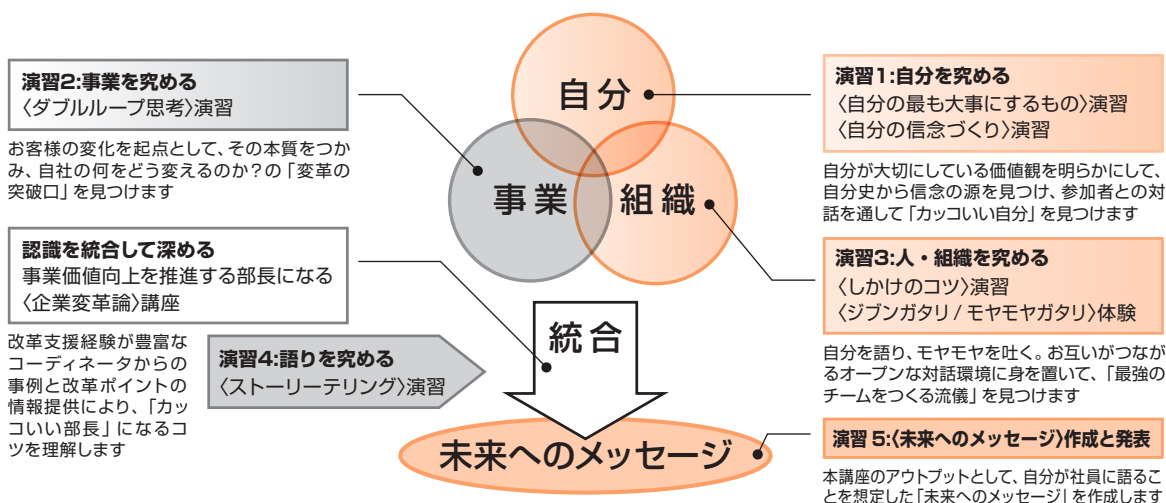 自分
事業
組織
統合
未来へのメッセージ
演習1:自分を究める
〈自分の最も大事にするもの〉演習
〈自分の信念づくり〉演習
自分が大切にしている価値観を明らかにして、
自分史から信念の源を見つけ、参加者との対
話を通して「カッコいい自分」を見つけます
演習2:事業を究める
〈ダブルループ思考〉演習
お客様の変化を起点として、その本質をつか
み、自社の何をどう変えるのか?の「変革の
突破口」を見つけます
演習3:人・組織を究める
〈しかけのコツ〉演習
〈ジブンガタリ / モヤモヤガタリ〉体験
自分を語り、モヤモヤを吐く。お互いがつなが
るオープンな対話環境に身を置いて、「最強の
チームをつくる流儀」を見つけます
認識を統合して深める
事業価値向上を推進する部長になる
〈企業変革論〉講座
改革支援経験が豊富な
コーディネータからの
事例と改革ポイントの
情報提供により、「カッ
コいい部長」になるコ
ツを理解します
演習4:語りを究める
〈ストーリーテリング〉演習
演習 5:〈未来へのメッセージ〉作成と発表
本講座のアウトプットとして、自分が社員に語るこ
とを想定した「未来へのメッセージ」を作成します